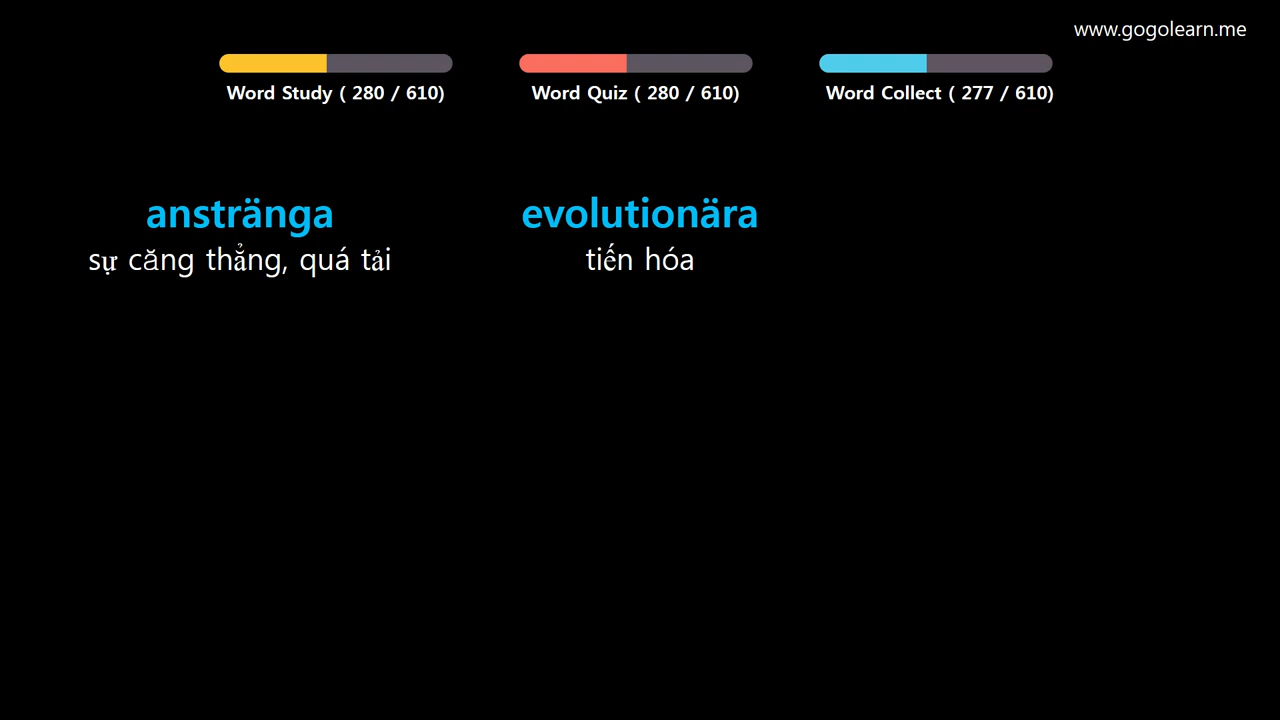 www.gogolearn.me
Word Study ( 280 / 610)
Word Quiz ( 280 / 610)
Word Collect ( 277 / 610)
anstränga
sự căng thẳng, quá tải
evolutionära
tiến hóa